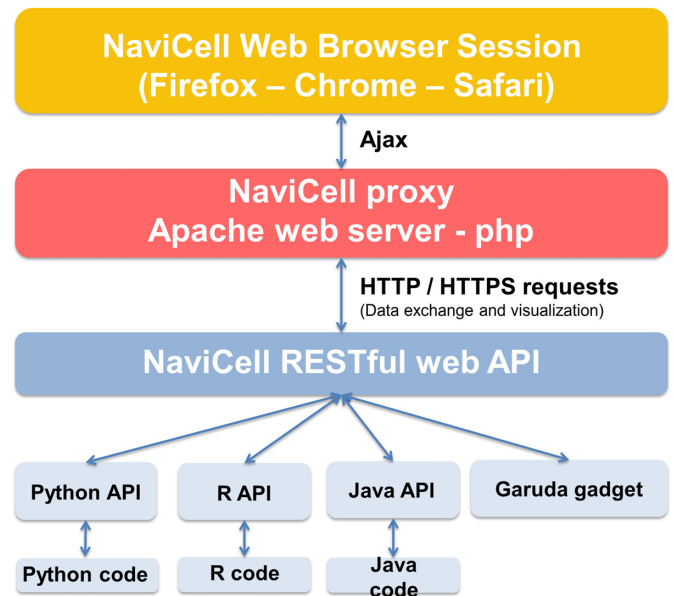 NaviCell Web Browser Session
(Firefox – Chrome – Safari)
Ajax
NaviCell proxy
Apache web server - php
HTTP / HTTPS requests
(Data exchange and visualization)
NaviCell RESTful web API
Python API
R API
Java API
Garuda gadget
Python code
R code
Java
code